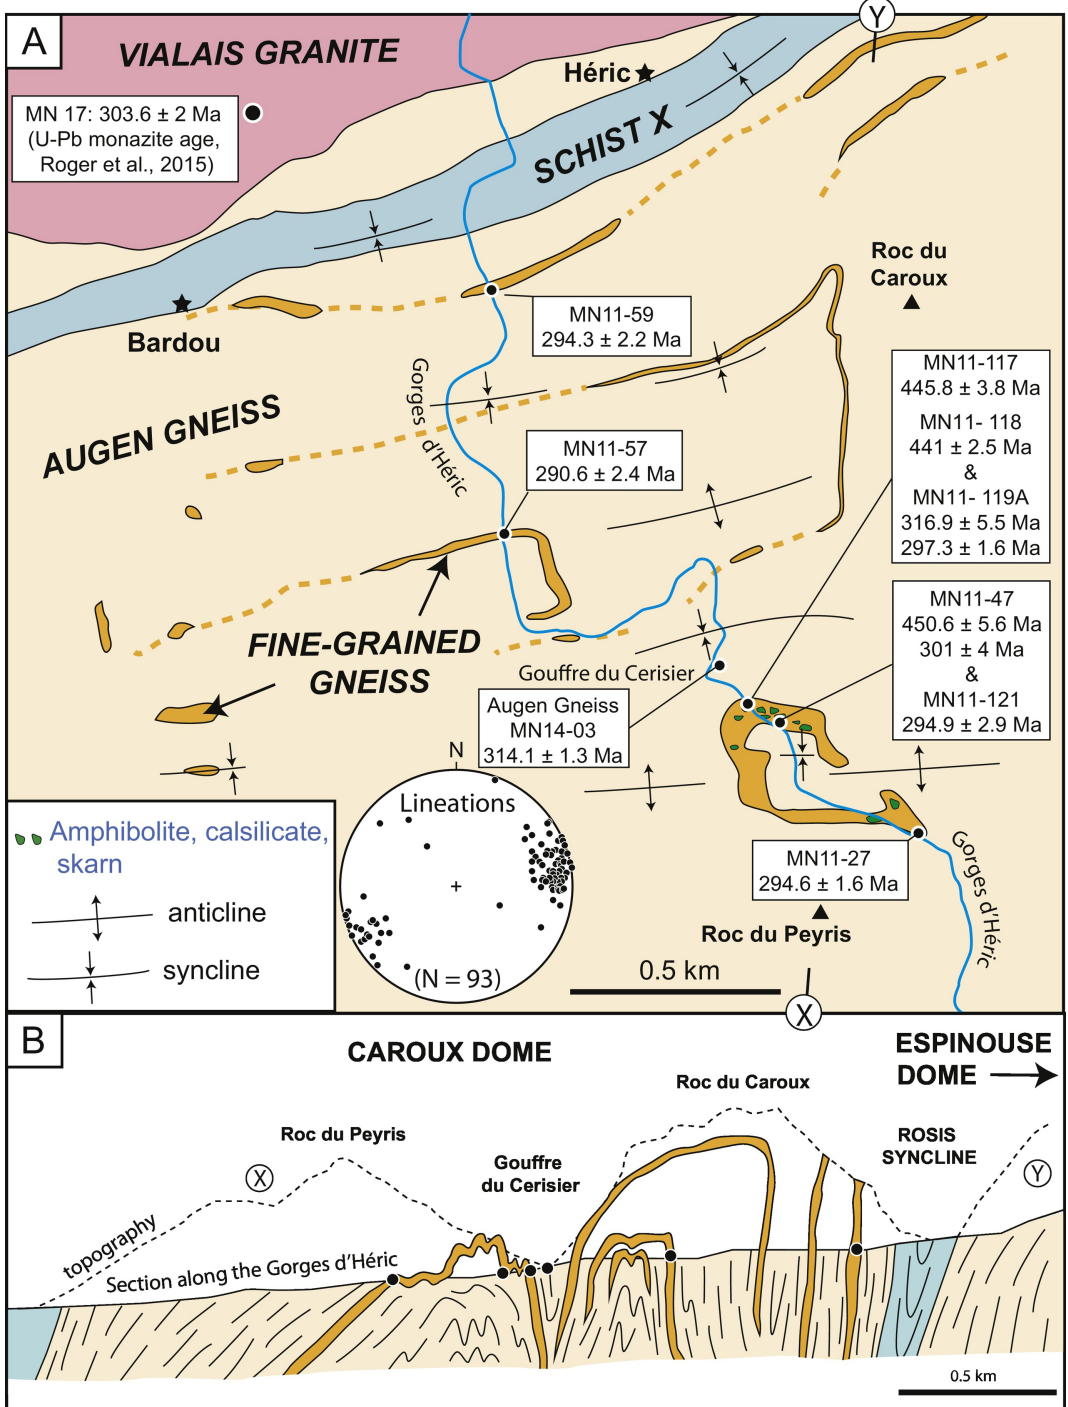 A
Y
VIALAIS GRANITE
Héric
MN 17: 303.6 ± 2 Ma
(U-Pb monazite age,
Roger et al., 2015)
SCHIST X
Roc du
Caroux
Bardou
MN11-59
294.3 ± 2.2 Ma
MN11-117
445.8 ± 3.8 Ma
MN11- 118
441 ± 2.5 Ma
&
MN11- 119A
316.9 ± 5.5 Ma
297.3 ± 1.6 Ma
Gorges
d'Héric
AUGEN GNEISS
MN11-57
290.6 ± 2.4 Ma
MN11-47
450.6 ± 5.6 Ma
301 ± 4 Ma
&
MN11-121
294.9 ± 2.9 Ma
FINE-GRAINED
GNEISS
Gouffre du Cerisier
Augen Gneiss
MN14-03
314.1 ± 1.3 Ma
N
Lineations
+
(N = 93)
Amphibolite, calsilicate,
skarn
anticline
syncline
MN11-27
294.6 ± 1.6 Ma
Gorges d'Héric
Roc du Peyris
0.5 km
X
B
CAROUX DOME
ESPINOUSE
DOME
Roc du Caroux
Roc du Peyris
ROSIS
SYNCLINE
Gouffre
du Cerisier
X
Y
topography
Section along the Gorges d'Héric
0.5 km